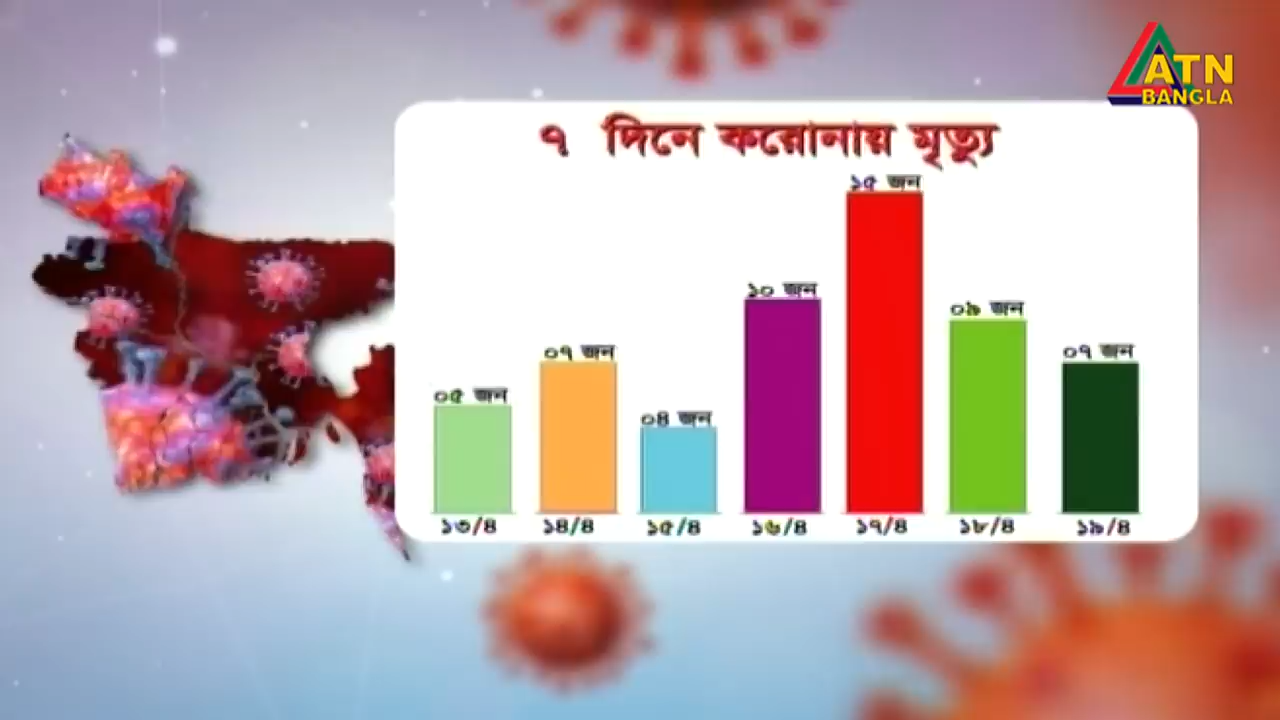 ATN
BANGLA
৭ দিনে করোনায় মৃত্যু
০৫ জন
০৭ জন
০৪ জন
১০ জন
১৫ জন
০৯ জন
০৭ জন
১৩/৪ ১৪/৪ ১৫/৪ ১৬/৪ ১৭/৪ ১৮/৪ ১৯/৪